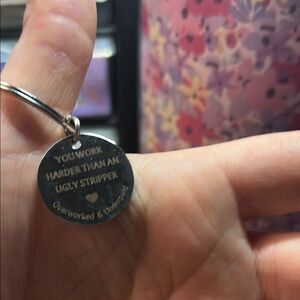 YOU WORK
HARDER THAN AN
UGLY STRIPPER
Overworked & Underpaid